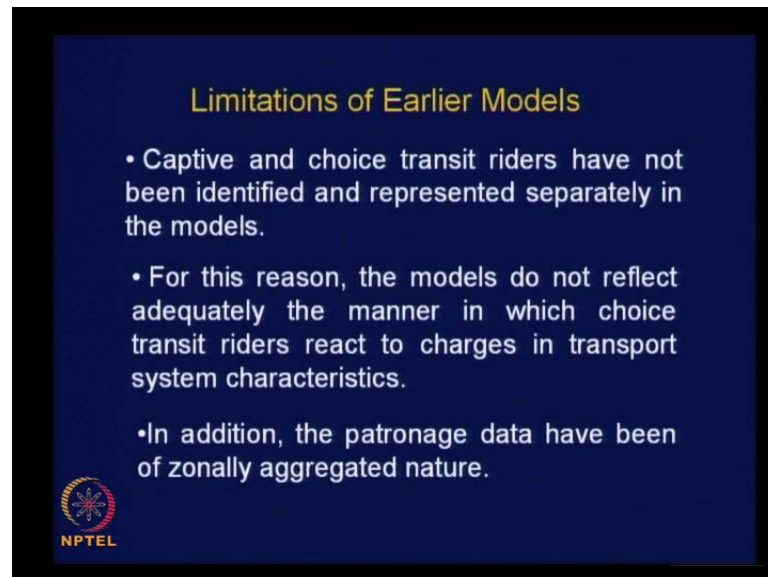 Limitations of Earlier Models
• Captive and choice transit riders have not
been identified and represented separately in
the models.
• For this reason, the models do not reflect
adequately the manner in which choice
transit riders react to charges in transport
system characteristics.
•In addition, the patronage data have been
of zonally aggregated nature.
NPTEL